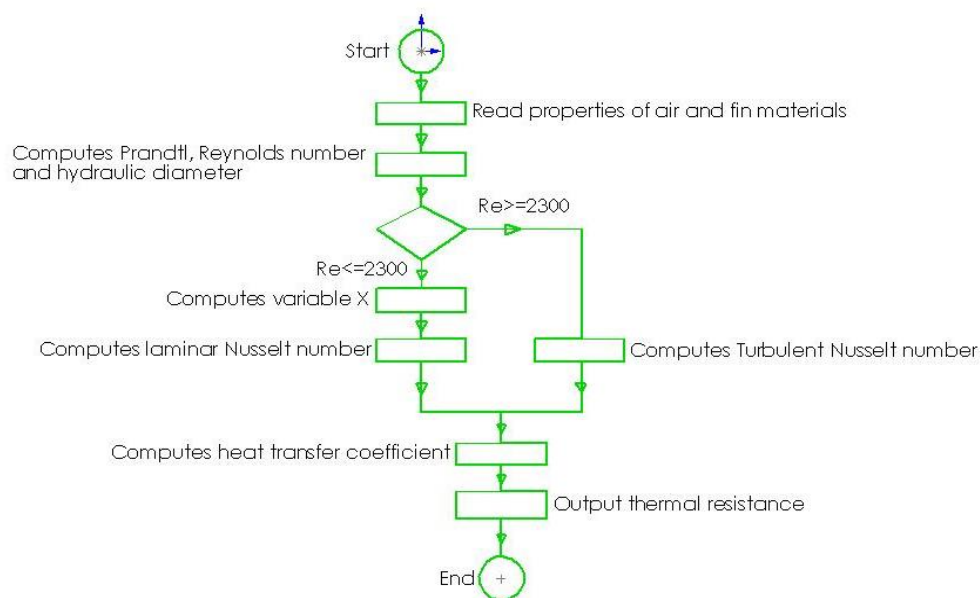 Start
Read properties of air and fin materials
Computes Prandtl, Reynolds number
and hydraulic diameter
Re>=2300
Re<=2300
Computes variable X
Computes laminar Nusselt number
Computes Turbulent Nusselt number
Computes heat transfer coefficient
Output thermal resistance
End